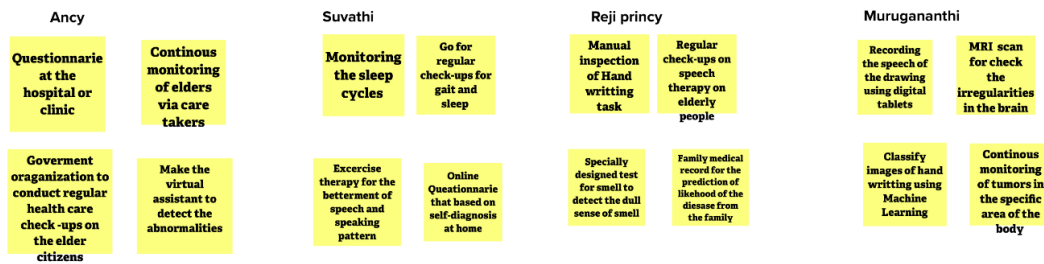 Ancy
Questionnarie
at the
hospital or
clinic
Continous
monitoring
of elders
via care
takers
Goverment
oraganization to
conduct regular
health care
check -ups on
the elder
citizens
Make the
virtual
assistant to
detect the
abnormalities
Suvathi
Monitoring
the sleep
cycles
Go for
regular
check-ups for
gait and
sleep
Excercise
therapy for the
betterment of
speech and
speaking
pattern
Online
Queationnarie
that based on
self-diagnosis
at home
Reji princy
Manual
inspection
of Hand
writting
task
Regular
check-ups on
speech
therapy on
elderly
people
Specially
designed test
for smell to
detect the dull
sense of smell
Family medical
record for the
prediction of
likehood of the
diesease from
the family
Murugananthi
Recording
the speech of
the drawing
using digital
tablets
MRI scan
for check
the
irregularities
in the brain
Classify
images of hand
writting using
Machine
Learning
Continous
monitoring
of tumors in
the specific
area of the
body